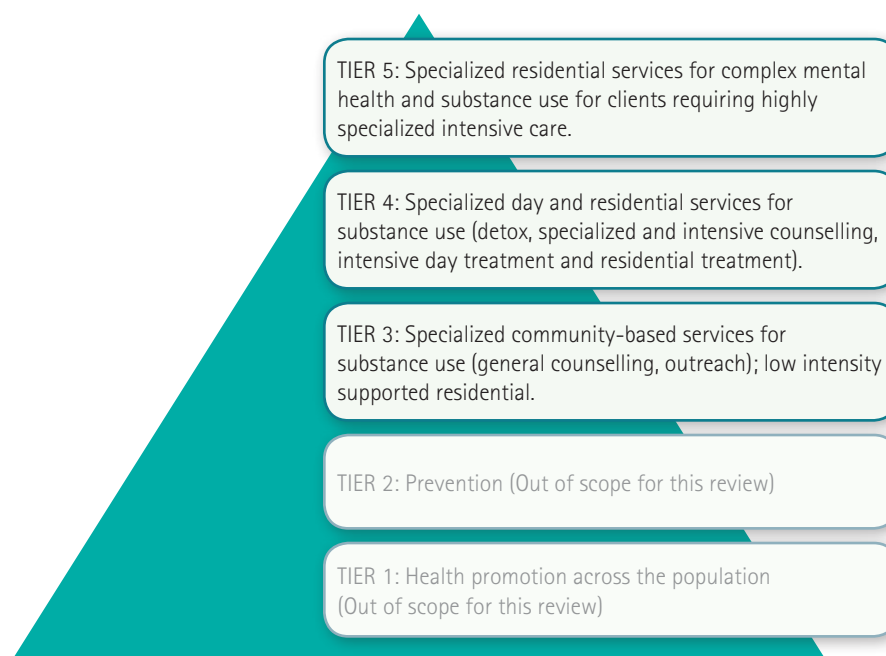 TIER 5: Specialized residential services for complex mental
health and substance use for clients requiring highly
specialized intensive care.
TIER 4: Specialized day and residential services for
substance use (detox, specialized and intensive counselling,
intensive day treatment and residential treatment).
TIER 3: Specialized community-based services for
substance use (general counselling, outreach); low intensity
supported residential.
TIER 2: Prevention (Out of scope for this review)
TIER 1: Health promotion across the population
(Out of scope for this review)